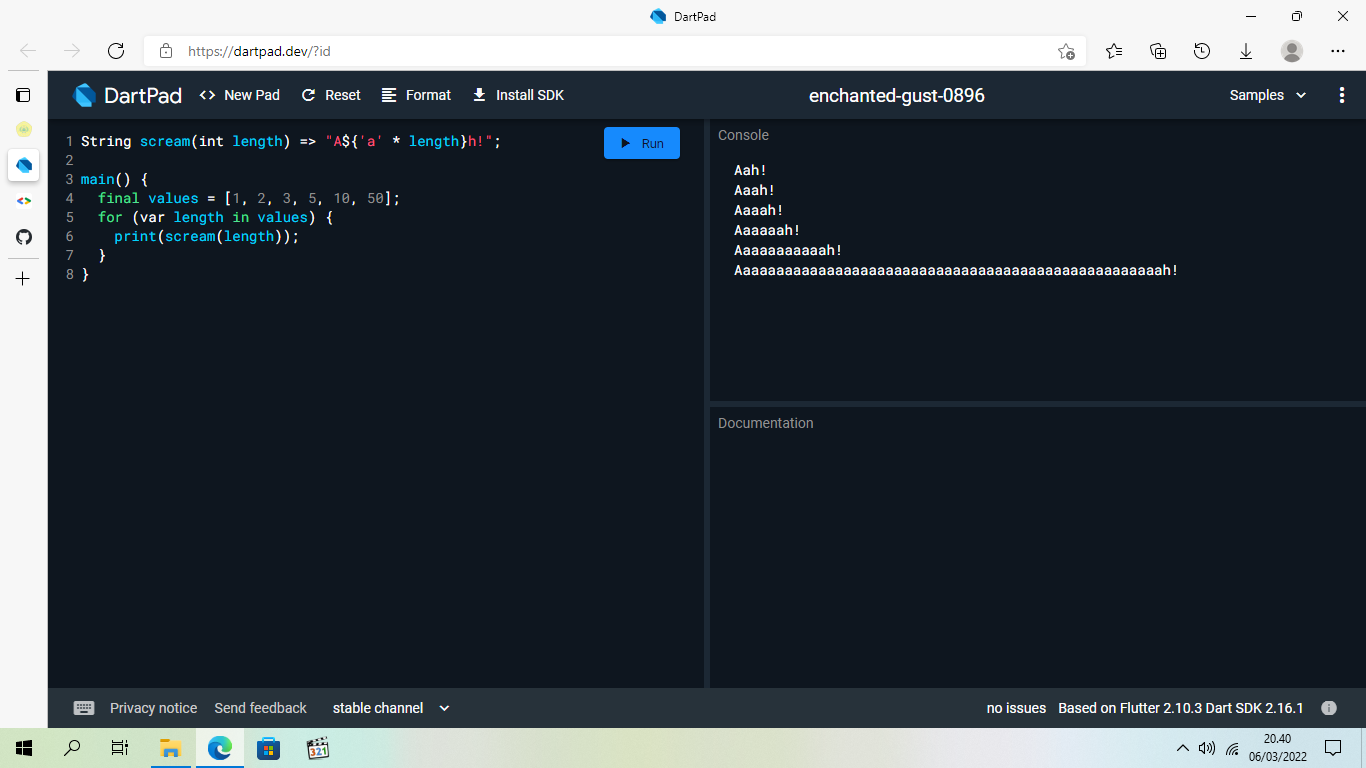 DartPad
https://dartpad.dev/?id
DartPad
New Pad
Reset
Format
Install SDK
enchanted-gust-0896
Samples
1 String scream(int length) => "A${'a' * length}h!";
2
3 main() {
4   final values = [1, 2, 3, 5, 10, 50];
5   for (var length in values) {
6     print(scream(length));
7   }
8 }
Run
Console
Aah!
Aaah!
Aaaah!
Aaaaaah!
Aaaaaaaaaaah!
Aaaaaaaaaaaaaaaaaaaaaaaaaaaaaaaaaaaaaaaaaaaaaaaaaaah!
Documentation
Privacy notice
Send feedback
stable channel
no issues
Based on Flutter 2.10.3 Dart SDK 2.16.1
321
20.40
06/03/2022